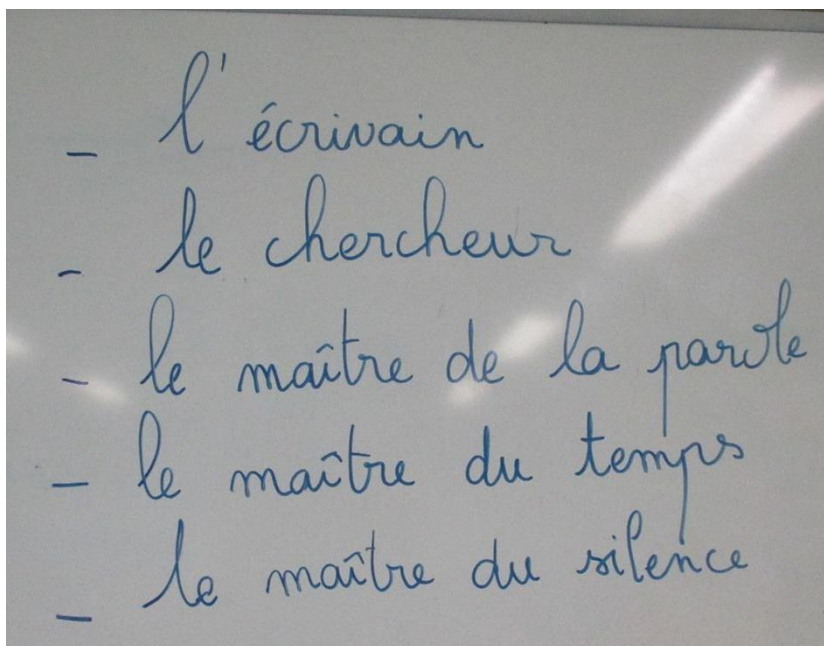 - l'écrivain
- le chercheur
- le maître de la parole
- le maître du temps
- le maître du silence